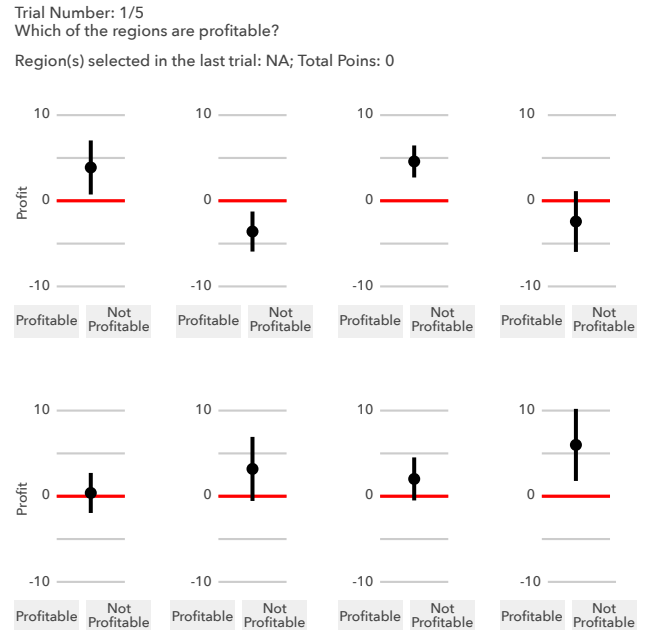 Trial Number: 1/5
Which of the regions are profitable?
Region(s) selected in the last trial: NA; Total Poins: 0
10 10 10 10
Profit
0 0 0 0
-10 -10 -10 -10
Profitable Not Profitable Profitable Not Profitable Profitable Not Profitable Profitable Not Profitable
10 10 10 10
Profit
0 0 0 0
-10 -10 -10 -10
Profitable Not Profitable Profitable Not Profitable Profitable Not Profitable Profitable Not Profitable